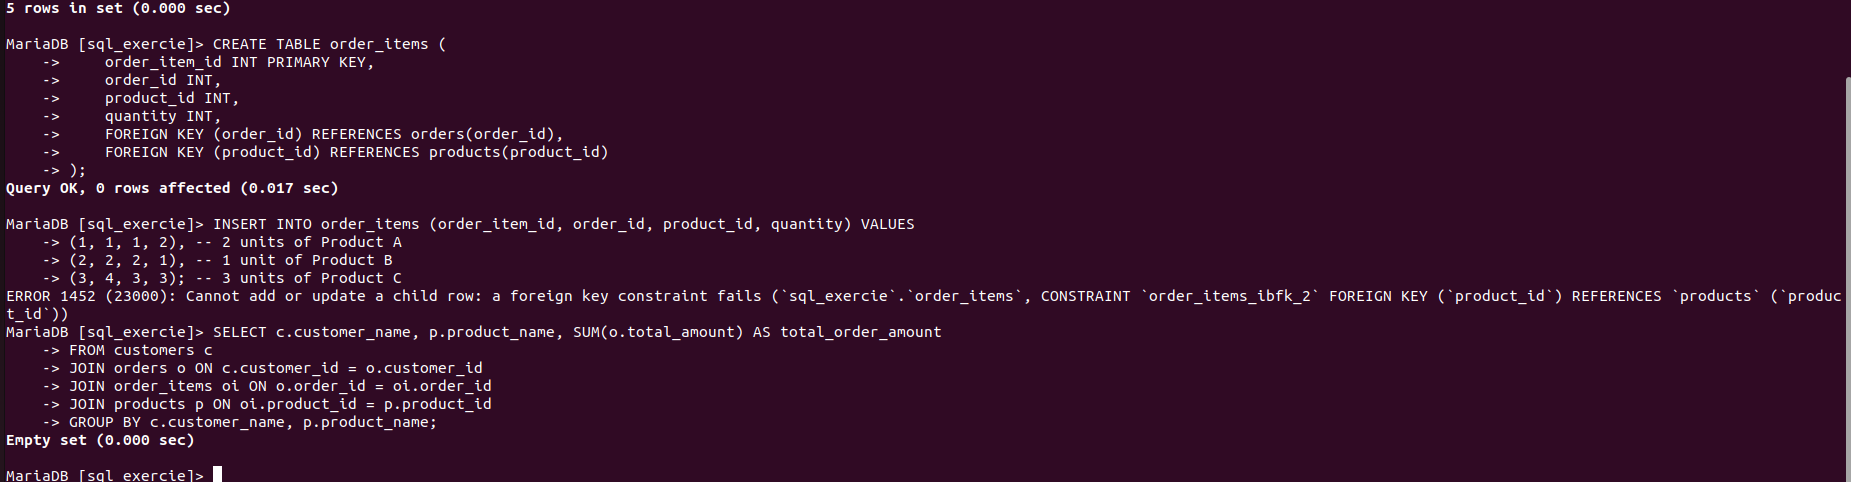 5 rows in set (0.000 sec)
MariaDB [sql_exercie]> CREATE TABLE order_items (
    ->     order_item_id INT PRIMARY KEY,
    ->     order_id INT,
    ->     product_id INT,
    ->     quantity INT,
    ->     FOREIGN KEY (order_id) REFERENCES orders(order_id),
    ->     FOREIGN KEY (product_id) REFERENCES products(product_id)
    -> );
Query OK, 0 rows affected (0.017 sec)
MariaDB [sql_exercie]> INSERT INTO order_items (order_item_id, order_id, product_id, quantity) VALUES
    -> (1, 1, 1, 2), -- 2 units of Product A
    -> (2, 2, 2, 1), -- 1 unit of Product B
    -> (3, 4, 3, 3); -- 3 units of Product C
ERROR 1452 (23000): Cannot add or update a child row: a foreign key constraint fails (`sql_exercie`.`order_items`, CONSTRAINT `order_items_ibfk_2` FOREIGN KEY (`product_id`) REFERENCES `products` (`produc
t_id`))
MariaDB [sql_exercie]> SELECT c.customer_name, p.product_name, SUM(o.total_amount) AS total_order_amount
    -> FROM customers c
    -> JOIN orders o ON c.customer_id = o.customer_id
    -> JOIN order_items oi ON o.order_id = oi.order_id
    -> JOIN products p ON oi.product_id = p.product_id
    -> GROUP BY c.customer_name, p.product_name;
Empty set (0.000 sec)
MariaDB [sql_exercie]>